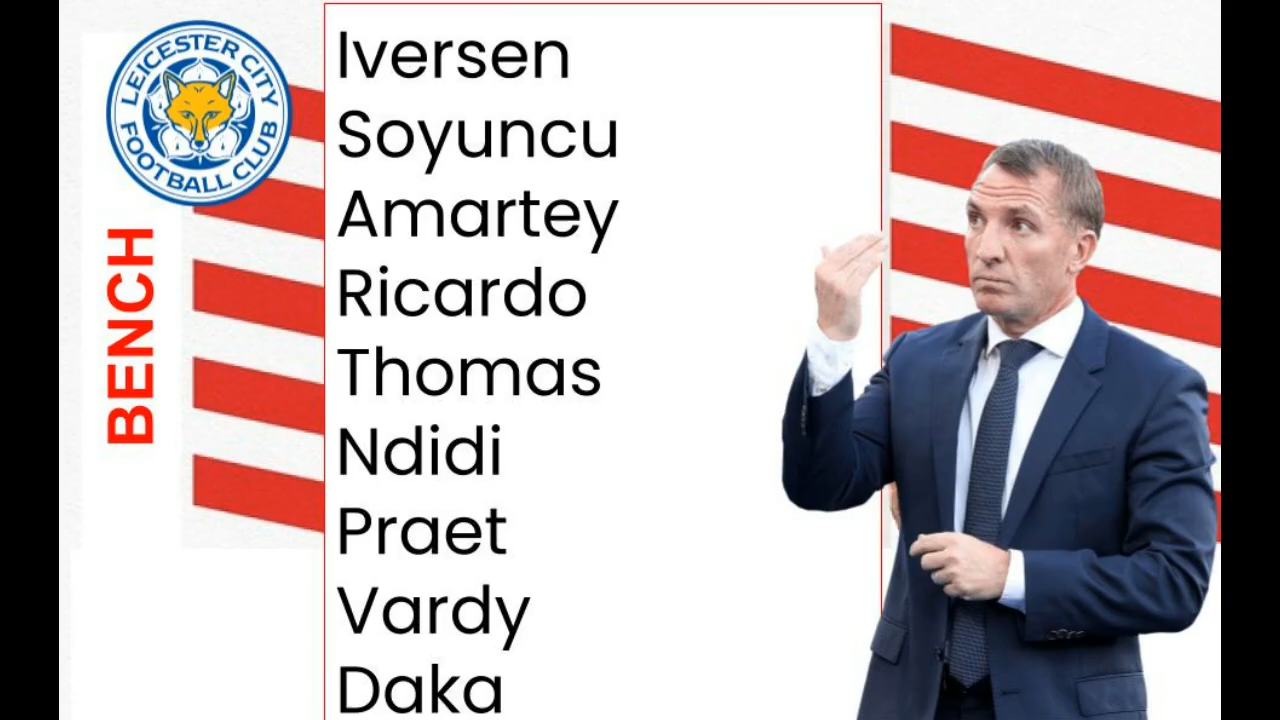 LEICESTER CITY
FOOTBALL CLUB
BENCH
Iversen
Soyuncu
Amartey
Ricardo
Thomas
Ndidi
Praet
Vardy
Daka